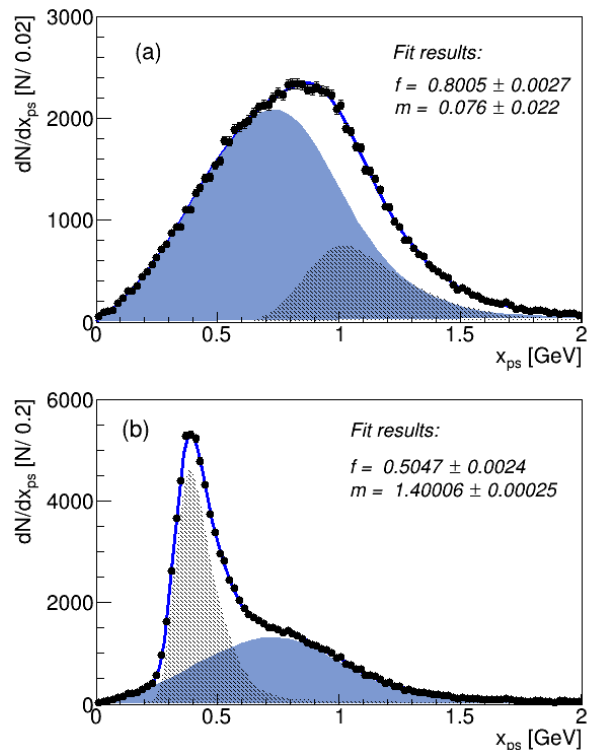 3000
(a)
Fit results:
f = 0.8005 ± 0.0027
m = 0.076 ± 0.022
dN/dx_ps [N/ 0.02]
2000
1000
0
0 0.5 1 1.5 2
x_ps [GeV]
6000
(b)
Fit results:
f = 0.5047 ± 0.0024
m = 1.40006 ± 0.00025
dN/dx_ps [N/ 0.2]
4000
2000
0
0 0.5 1 1.5 2
x_ps [GeV]